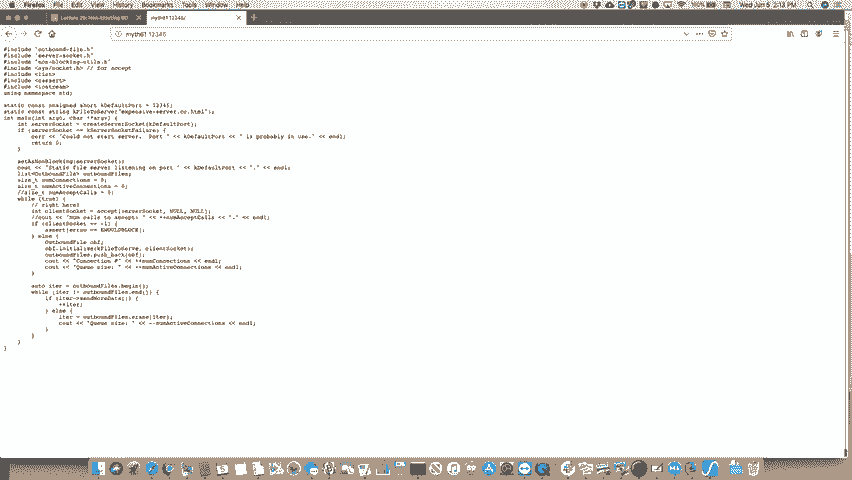 Firefox File Edit View History Bookmarks Tools Window Help
Wed Jun 6 2:13 PM
Lecture 20: Non-Blocking I/O
myth61:12345/
myth61:12345
#include "outbound-file.h"
#include "server-socket.h"
#include "non-blocking-utils.h"
#include <sys/socket.h> // for accept
#include <list>
#include <cassert>
#include <iostream>
using namespace std;
static const unsigned short kDefaultPort = 12345;
static const string kFileToServe("expensive-server.cc.html");
int main(int argc, char **argv) {
int serverSocket = createServerSocket(kDefaultPort);
if (serverSocket == kServerSocketFailure) {
cerr << "Could not start server. Port " << kDefaultPort << " is probably in use." << endl;
return 0;
}
setAsNonBlocking(serverSocket);
cout << "Static file server listening on port " << kDefaultPort << "." << endl;
list<OutboundFile> outboundFiles;
size_t numConnections = 0;
size_t numActiveConnections = 0;
//size_t numAcceptCalls = 0;
while (true) {
// right here!
int clientSocket = accept(serverSocket, NULL, NULL);
//cout << "Num calls to accept: " << ++numAcceptCalls << "." << endl;
if (clientSocket == -1) {
assert(errno == EWOULDBLOCK);
} else {
OutboundFile obf;
obf.initialize(kFileToServe, clientSocket);
outboundFiles.push_back(obf);
cout << "Connection #" << ++numConnections << endl;
cout << "Queue size: " << ++numActiveConnections << endl;
}
auto iter = outboundFiles.begin();
while (iter != outboundFiles.end()) {
if (iter->sendMoreData()) {
++iter;
} else {
iter = outboundFiles.erase(iter);
cout << "Queue size: " << --numActiveConnections << endl;
}
}
}
}